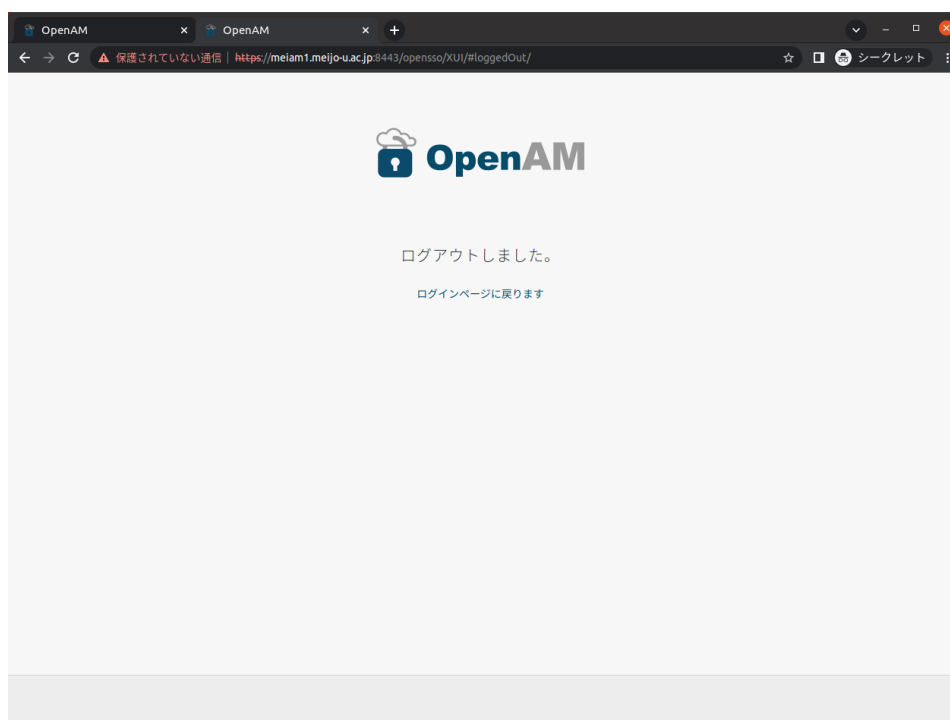 OpenAM
OpenAM
保護されていない通信 | https://meiam1.meijo-u.ac.jp:8443/opensso/XUI/#loggedOut/
シークレット
OpenAM
ログアウトしました。
ログインページに戻ります